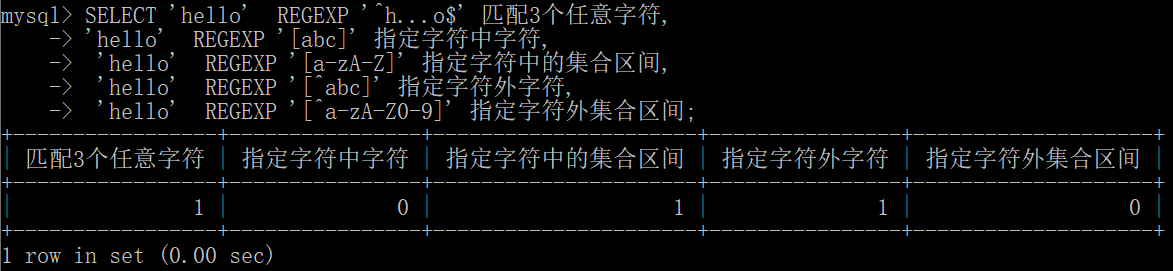 mysql> SELECT 'hello'  REGEXP '^h...o$' 匹配3个任意字符,
    -> 'hello'  REGEXP '[abc]' 指定字符中字符,
    ->  'hello'  REGEXP '[a-zA-Z]' 指定字符中的集合区间,
    ->  'hello'  REGEXP '[^abc]' 指定字符外字符,
    ->  'hello'  REGEXP '[^a-zA-Z0-9]' 指定字符外集合区间;
+-----------------+----------------+----------------------+----------------+--------------------+
| 匹配3个任意字符 | 指定字符中字符 | 指定字符中的集合区间 | 指定字符外字符 | 指定字符外集合区间 |
+-----------------+----------------+----------------------+----------------+--------------------+
|               1 |              0 |                    1 |              1 |                  0 |
+-----------------+----------------+----------------------+----------------+--------------------+
1 row in set (0.00 sec)